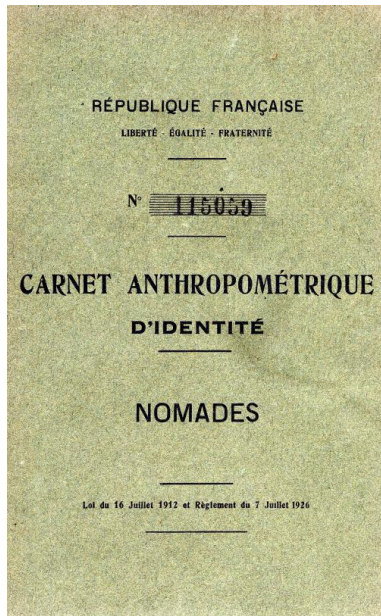 RÉPUBLIQUE FRANÇAISE
LIBERTÉ - ÉGALITÉ - FRATERNITÉ
N° 115059
CARNET ANTHROPOMÉTRIQUE
D'IDENTITÉ
NOMADES
Loi du 16 Juillet 1912 et Règlement du 7 Juillet 1926